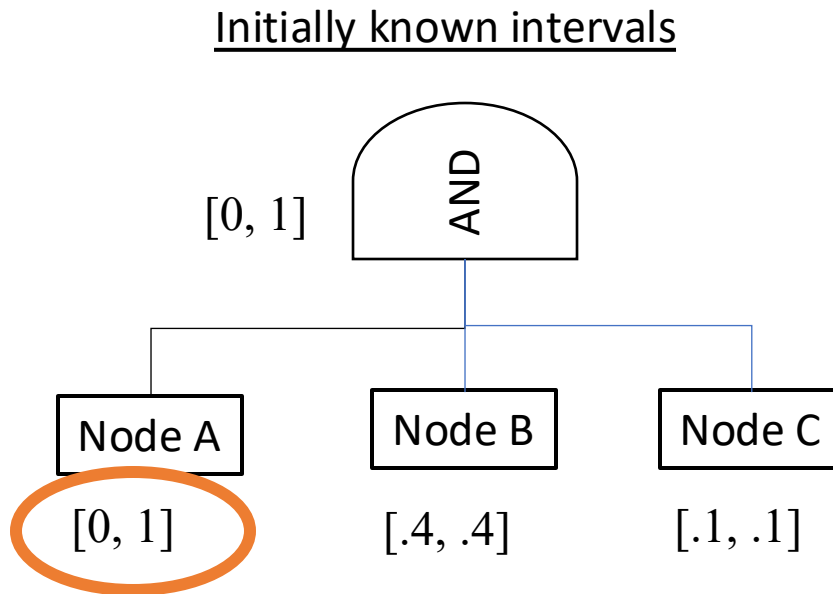 Initially known intervals
AND
[0, 1]
Node A
Node B
Node C
[0, 1]
[.4, .4]
[.1, .1]